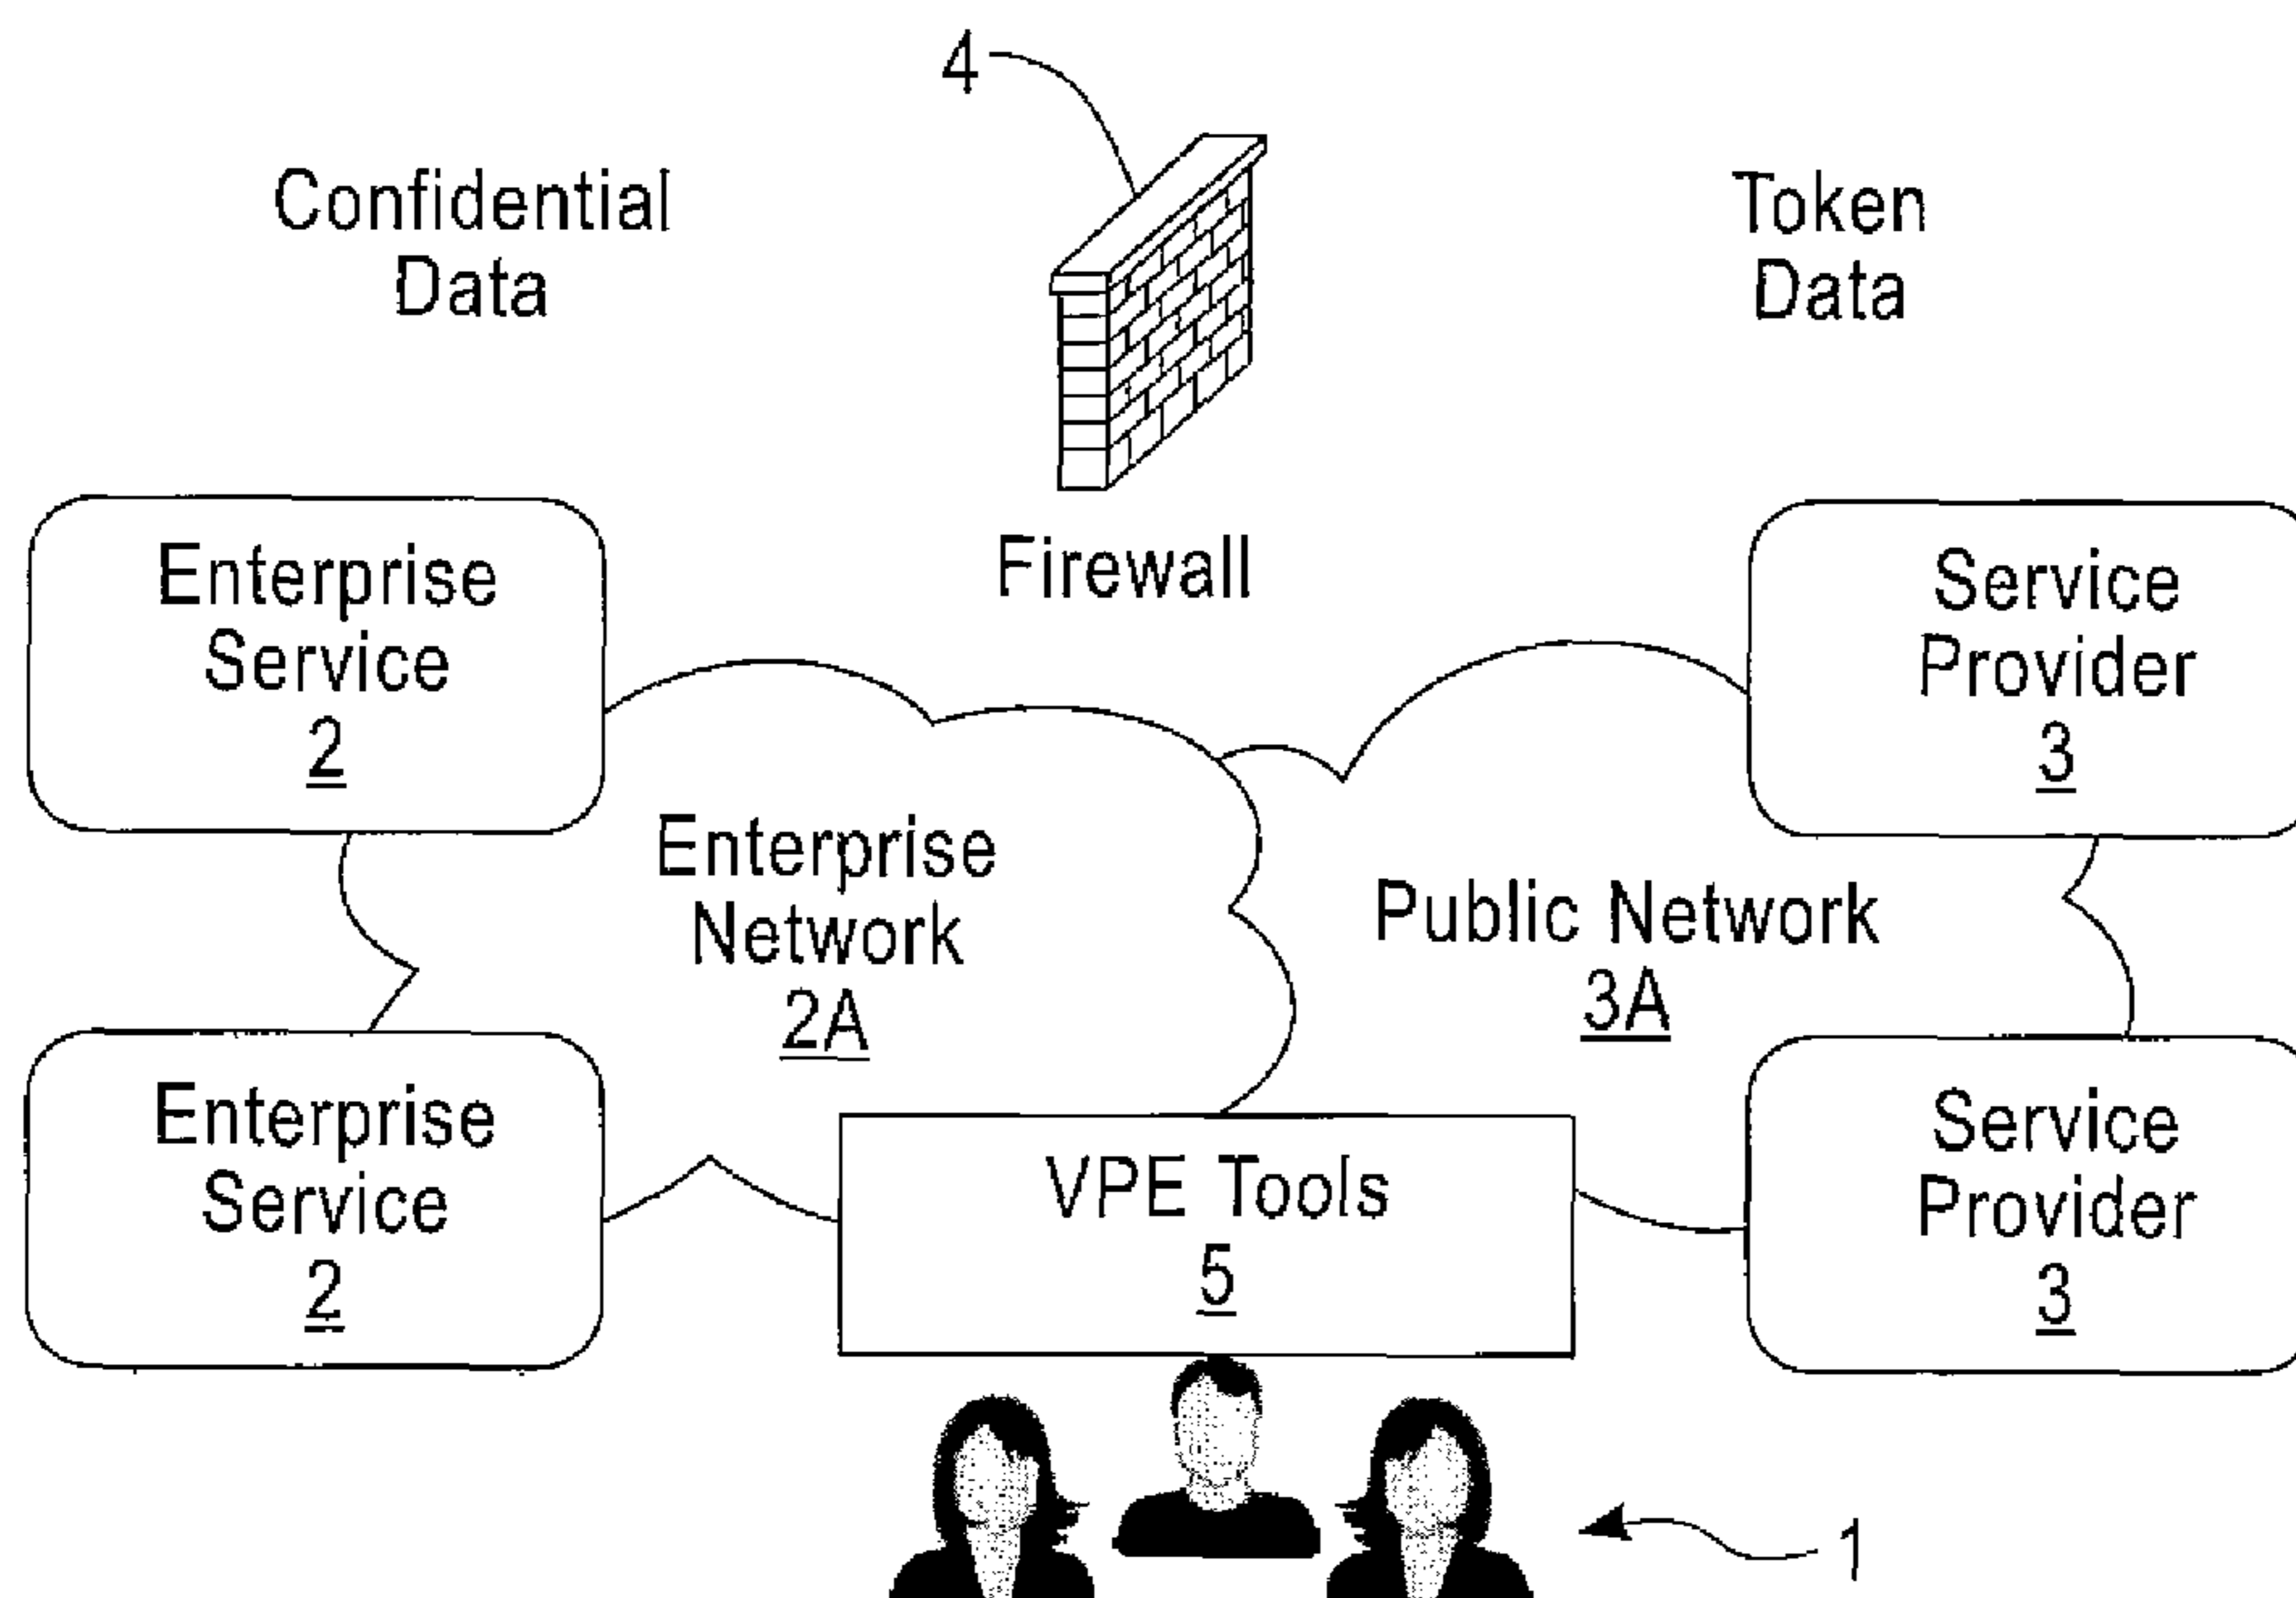 4
Confidential
Data
Token
Data
Firewall
Enterprise
Service
2
Service
Provider
3
Enterprise
Network
2A
Public Network
3A
Enterprise
Service
2
VPE Tools
5
Service
Provider
3
1